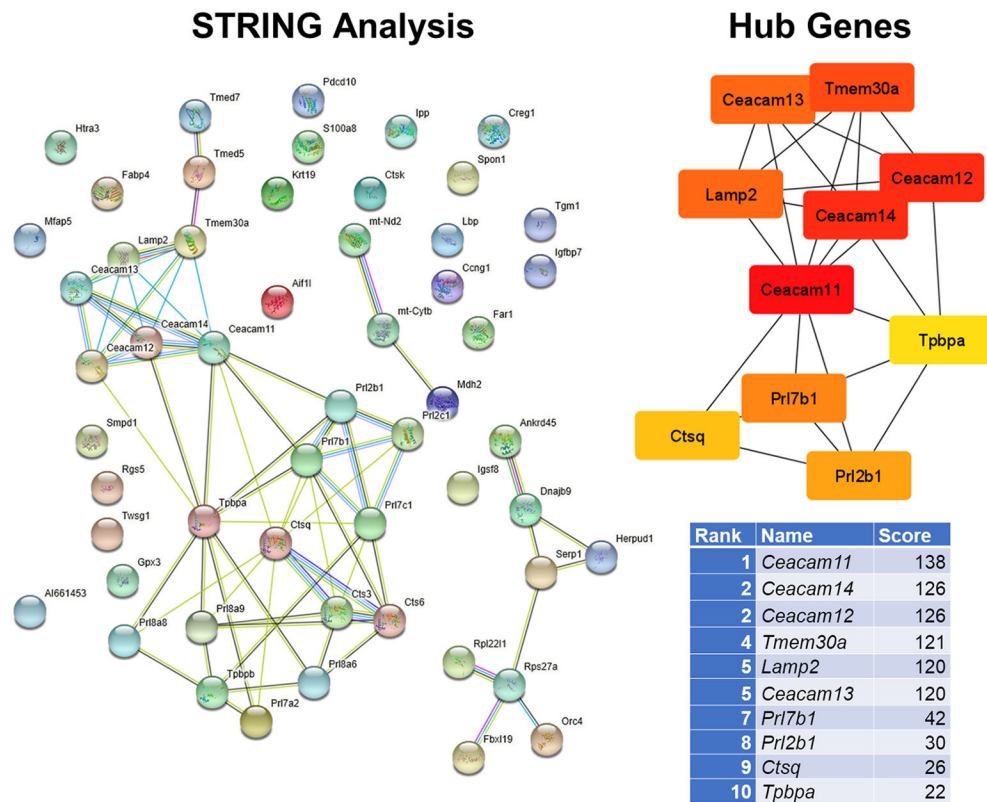 STRING Analysis
Hub Genes
Pdcd10
Tmed7
Ipp
Creg1
Htra3
S100a8
Tmed5
Spon1
Fabp4
Krt19
Ctsk
Tgm1
Mfap5
Lamp2
Tmem30a
mt-Nd2
Lbp
Igfbp7
Ceacam13
Ccng1
Aif1l
mt-Cytb
Far1
Ceacam14
Ceacam11
Ceacam12
Mdh2
Prl2b1
Prl2c1
Smpd1
Prl7b1
Ankrd45
Rgs5
Igsf8
Tpbpa
Ctsq
Prl7c1
Dnajb9
Twsg1
Serp1
Herpud1
Gpx3
AI661453
Prl8a9
Cts3
Cts6
Prl8a8
Rpl22l1
Rps27a
Tpbpb
Prl8a6
Prl7a2
Orc4
Fbxl19
Ceacam13
Tmem30a
Lamp2
Ceacam12
Ceacam14
Ceacam11
Tpbpa
Prl7b1
Ctsq
Prl2b1
Rank Name Score
1 Ceacam11 138
2 Ceacam14 126
2 Ceacam12 126
4 Tmem30a 121
5 Lamp2 120
5 Ceacam13 120
7 Prl7b1 42
8 Prl2b1 30
9 Ctsq 26
10 Tpbpa 22